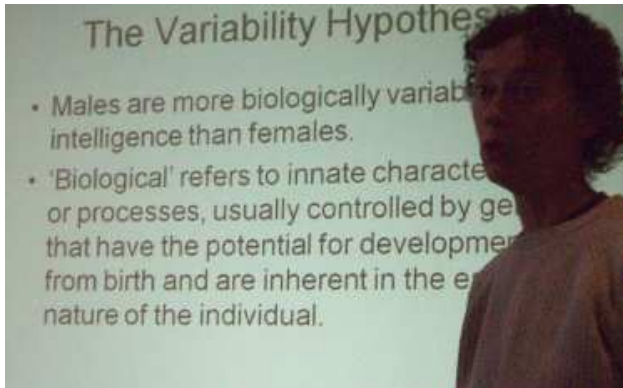 The Variability Hypothes
• Males are more biologically variab
intelligence than females.
• 'Biological' refers to innate characte
or processes, usually controlled by ge
that have the potential for developme
from birth and are inherent in the e
nature of the individual.